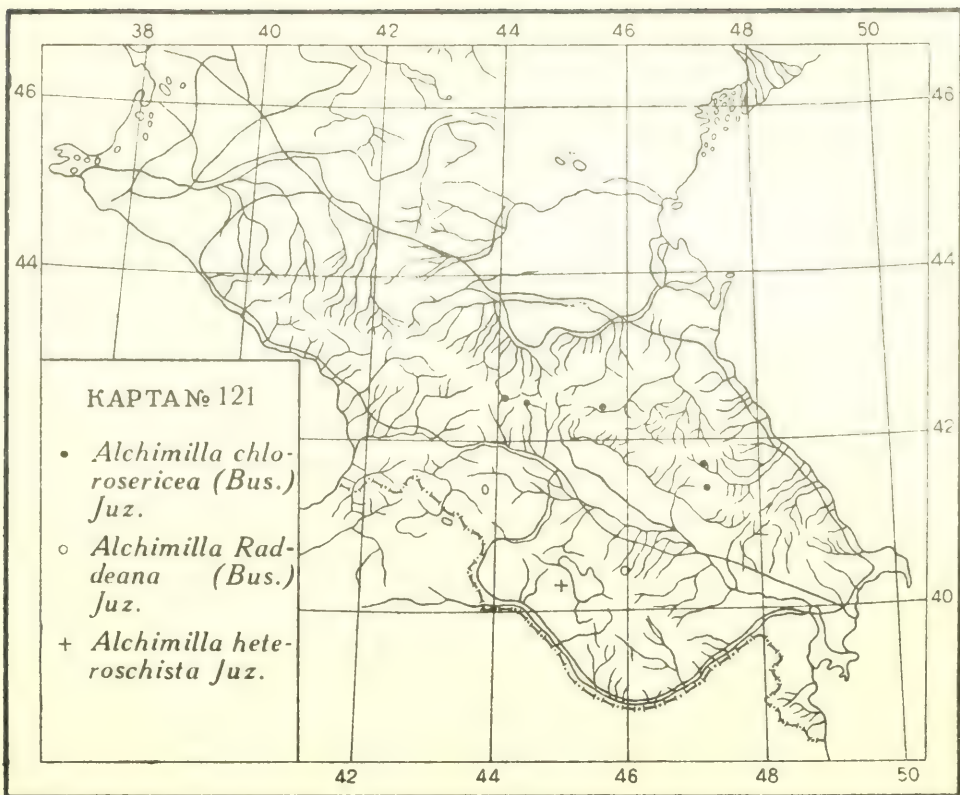 38 40 42 44 46 48 50
46 46
44 44
КАРТА № 121
• Alchimilla chlo-
rosericea (Bus.)
Juz.
○ Alchimilla Rad-
deana (Bus.)
Juz.
+ Alchimilla hete-
roschista Juz.
42
40
42 44 46 48 50